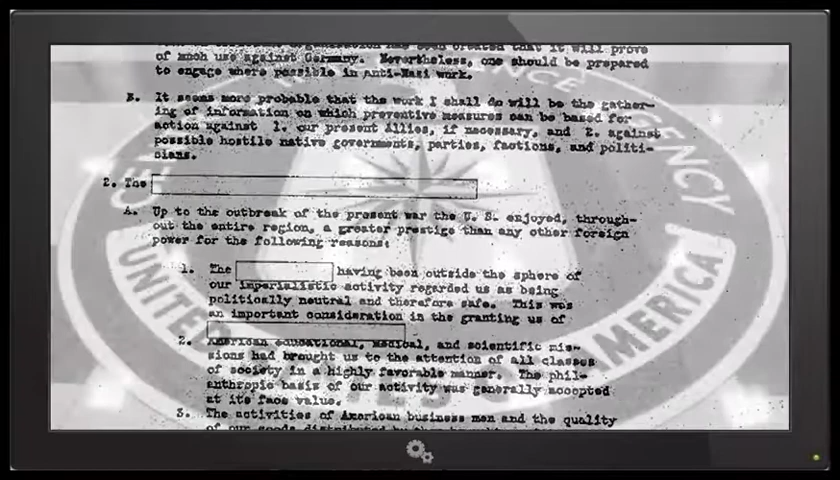 of much use against Germany. Nevertheless, one should be prepared
to engage where possible in anti-Nazi work.
B. It seems more probable that the work I shall do will be the gather-
ing of information on which preventive measures can be based for
action against 1. our present Allies, if necessary, and 2. against
possible hostile native governments, parties, factions, and politi-
cians.
2. The
A. Up to the outbreak of the present war the U. S. enjoyed, through-
out the entire region, a greater prestige than any other foreign
power for the following reasons:
1. The having been outside the sphere of
our imperialistic activity regarded us as being
politically neutral and therefore safe. This was
an important consideration in the granting us of
2. American educational, medical, and scientific mis-
sions had brought us to the attention of all classes
of society in a highly favorable manner. The phil-
anthropic basis of our activity was generally accepted
at its face value.
3. The activities of American business men and the quality
of our goods distributed by
UNITED
AMERICA